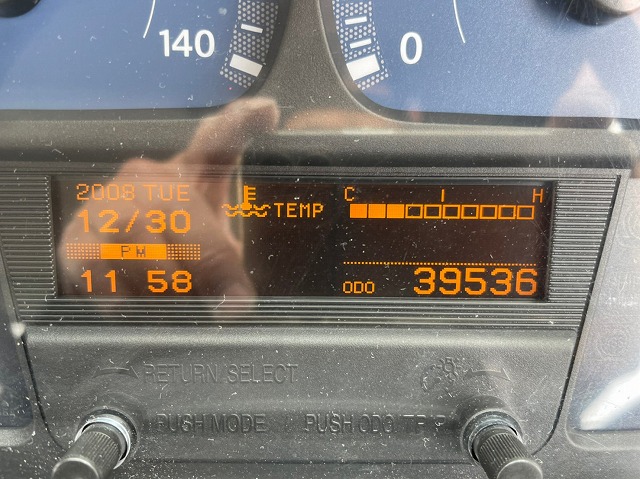 140
0
2008 TUE
12/30
PM
11 58
TEMP
C H
ODO 39536
RETURN SELECT
PUSH MODE
PUSH ODO/TRIP